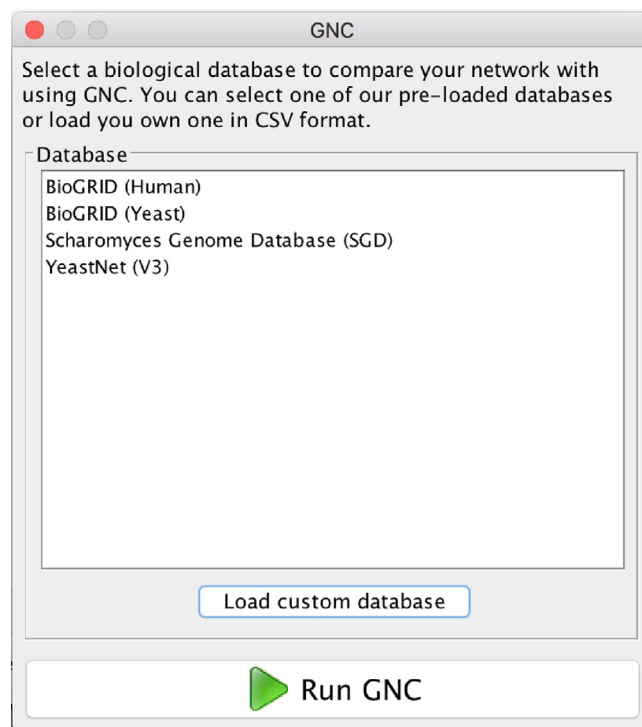 GNC
Select a biological database to compare your network with
using GNC. You can select one of our pre-loaded databases
or load you own one in CSV format.
Database
BioGRID (Human)
BioGRID (Yeast)
Scharomyces Genome Database (SGD)
YeastNet (V3)
Load custom database
Run GNC